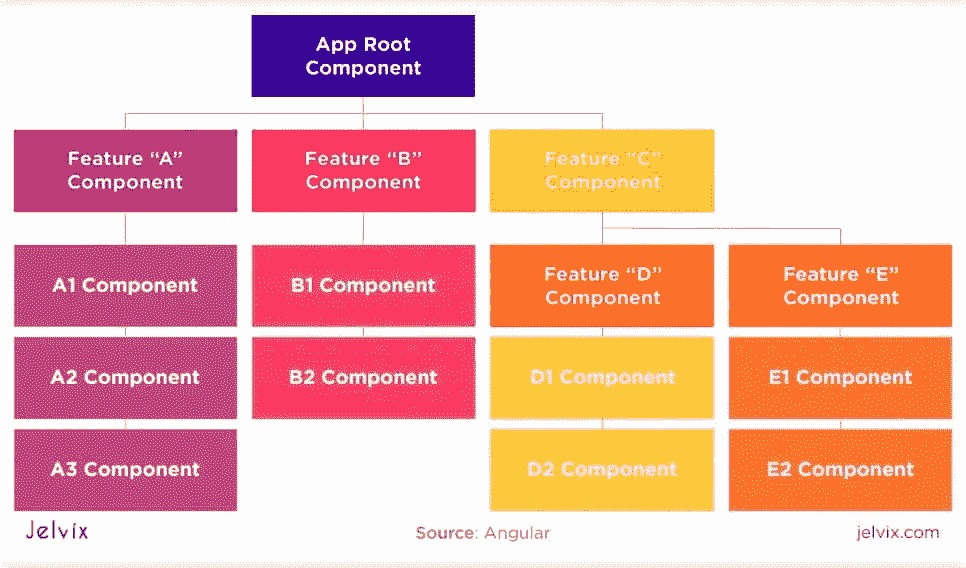 App Root
Component
Feature “A”
Component
Feature “B”
Component
Feature “C”
Component
A1 Component
B1 Component
Feature “D”
Component
Feature “E”
Component
A2 Component
B2 Component
D1 Component
E1 Component
A3 Component
D2 Component
E2 Component
Jelvix
Source: Angular
jelvix.com